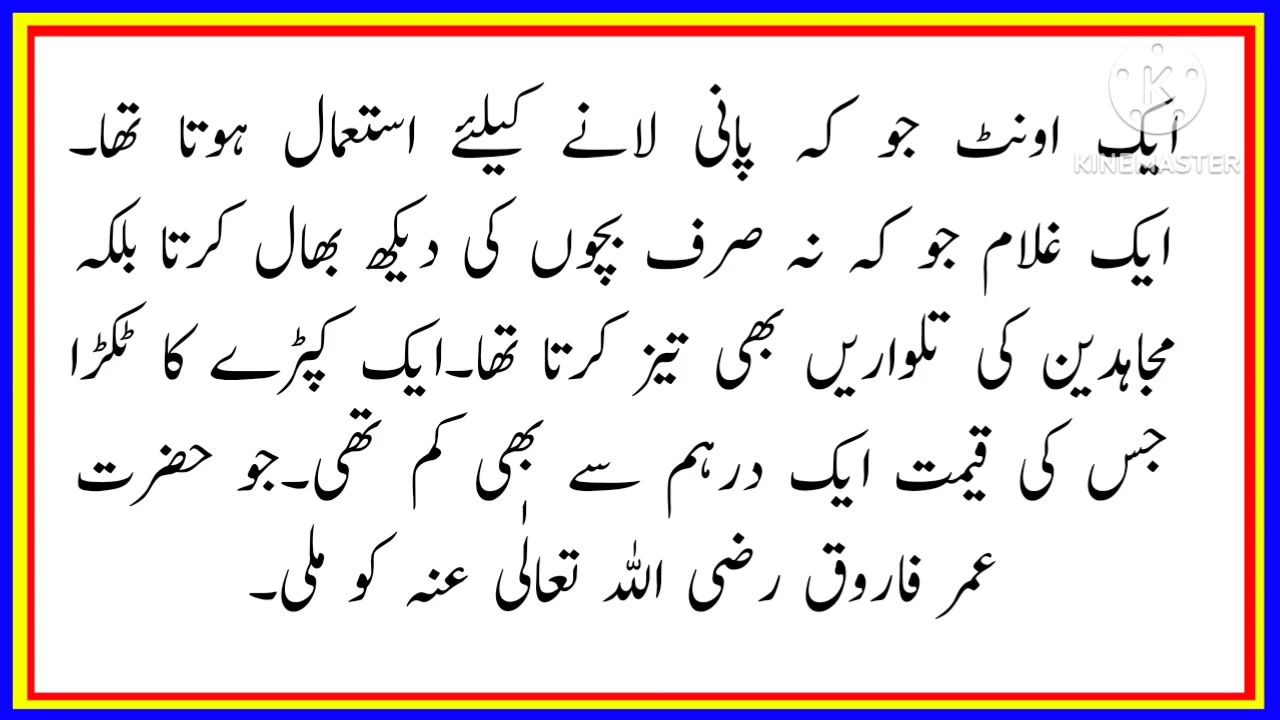 ایک اونٹ جو کہ پانی لانے کیلئے استعمال ہوتا تھا۔
ایک غلام جو کہ نہ صرف بچوں کی دیکھ بھال کرتا بلکہ
مجاہدین کی تلواریں بھی تیز کرتا تھا۔ایک کپڑے کا ٹکڑا
جس کی قیمت ایک درہم سے بھی کم تھی۔جو حضرت
عمر فاروق رضی اللہ تعالٰی عنہ کو ملی۔
K
KINEMASTER